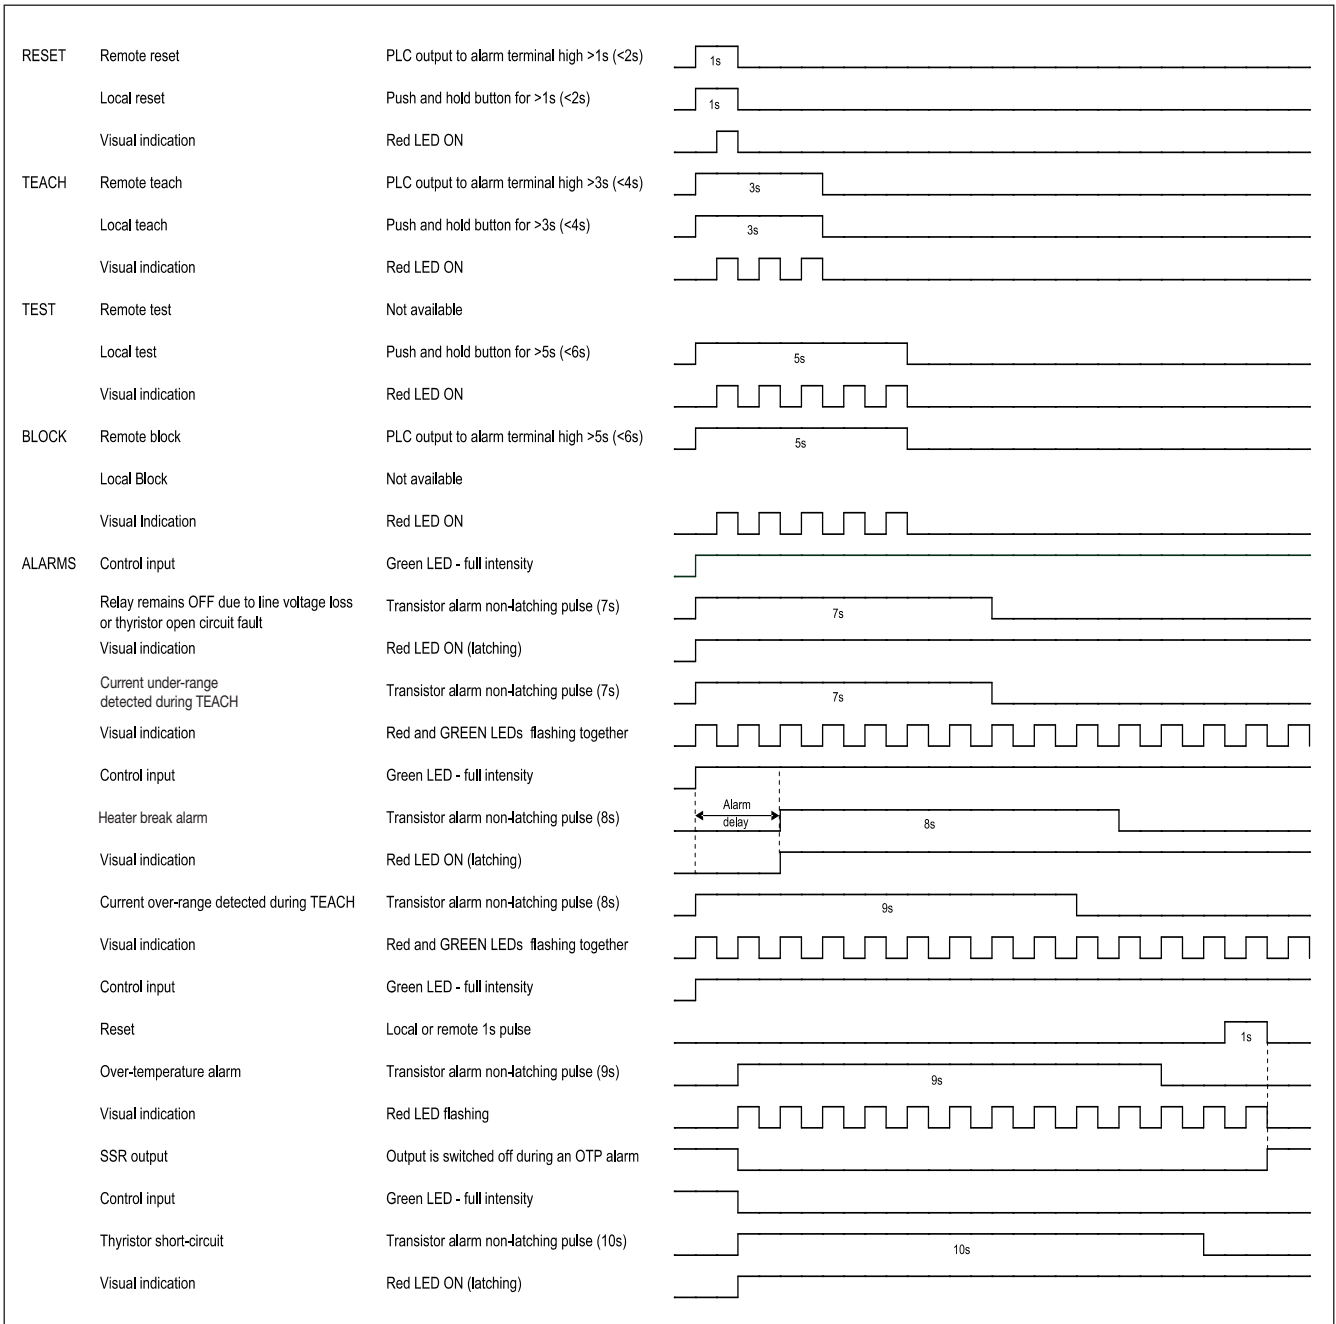 RESET Remote reset PLC output to alarm terminal high >1s (<2s) 1s
Local reset Push and hold button for >1s (<2s) 1s
Visual indication Red LED ON
TEACH Remote teach PLC output to alarm terminal high >3s (<4s) 3s
Local teach Push and hold button for >3s (<4s) 3s
Visual indication Red LED ON
TEST Remote test Not available
Local test Push and hold button for >5s (<6s) 5s
Visual indication Red LED ON
BLOCK Remote block PLC output to alarm terminal high >5s (<6s) 5s
Local Block Not available
Visual Indication Red LED ON
ALARMS Control input Green LED - full intensity
Relay remains OFF due to line voltage loss
or thyristor open circuit fault
Transistor alarm non-latching pulse (7s) 7s
Visual indication Red LED ON (latching)
Current under-range
detected during TEACH
Transistor alarm non-latching pulse (7s) 7s
Visual indication Red and GREEN LEDs flashing together
Control input Green LED - full intensity
Alarm
delay
Heater break alarm Transistor alarm non-latching pulse (8s) 8s
Visual indication Red LED ON (latching)
Current over-range detected during TEACH Transistor alarm non-latching pulse (8s) 9s
Visual indication Red and GREEN LEDs flashing together
Control input Green LED - full intensity
Reset Local or remote 1s pulse 1s
Over-temperature alarm Transistor alarm non-latching pulse (9s) 9s
Visual indication Red LED flashing
SSR output Output is switched off during an OTP alarm
Control input Green LED - full intensity
Thyristor short-circuit Transistor alarm non-latching pulse (10s) 10s
Visual indication Red LED ON (latching)